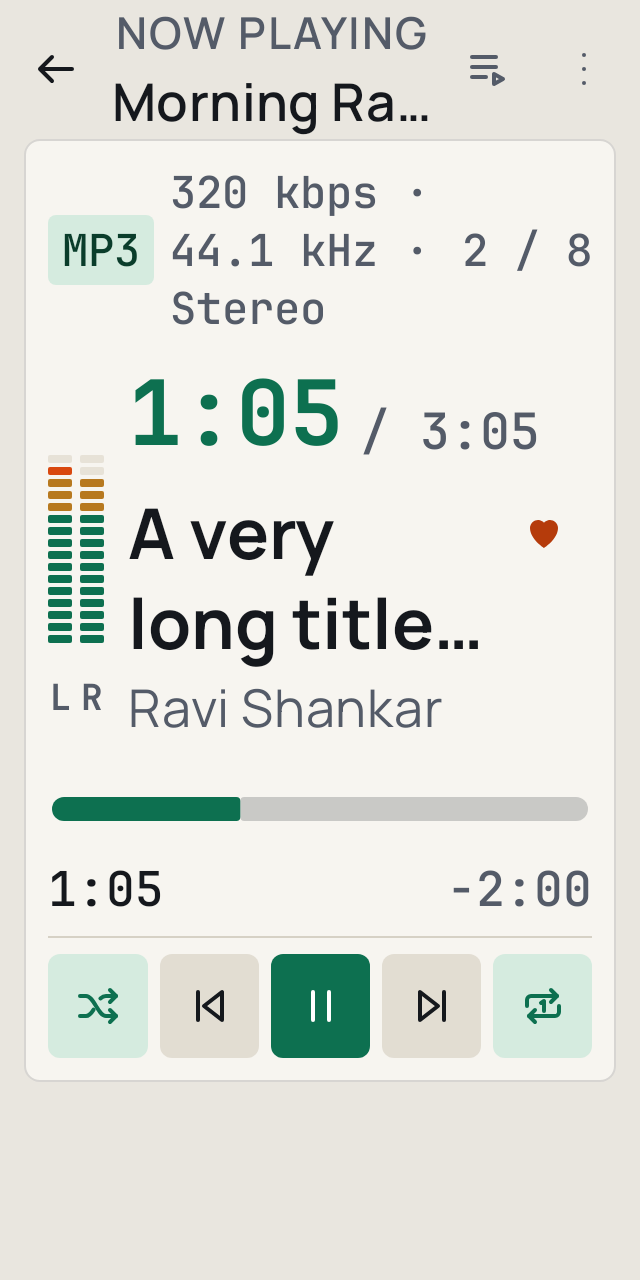 NOW PLAYING
Morning Ra…
MP3
320 kbps ·
44.1 kHz ·
Stereo
2 / 8
1:05 / 3:05
A very
long title…
Ravi Shankar
L R
1:05
-2:00
1